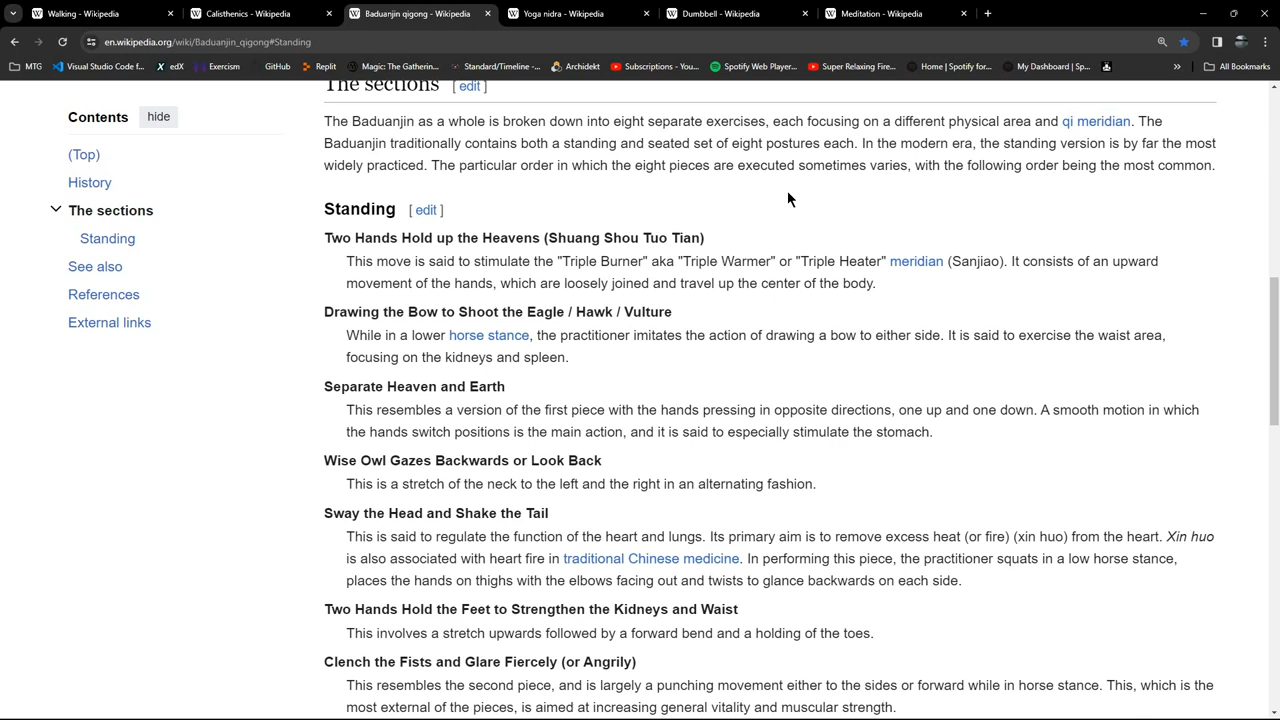 Walking - Wikipedia
Calisthenics - Wikipedia
Baduanjin qigong - Wikipedia
Yoga nidra - Wikipedia
Dumbbell - Wikipedia
Meditation - Wikipedia
en.wikipedia.org/wiki/Baduanjin_qigong#Standing
MTG
Visual Studio Code f...
edX
Exercism
GitHub
Replit
Magic: The Gatherin...
Standard/Timeline -...
Archidekt
Subscriptions - You...
Spotify Web Player...
Super Relaxing Fire...
Home | Spotify for...
My Dashboard | Sp...
All Bookmarks
Contents hide
(Top)
History
The sections
Standing
See also
References
External links
The sections [ edit ]
The Baduanjin as a whole is broken down into eight separate exercises, each focusing on a different physical area and qi meridian. The
Baduanjin traditionally contains both a standing and seated set of eight postures each. In the modern era, the standing version is by far the most
widely practiced. The particular order in which the eight pieces are executed sometimes varies, with the following order being the most common.
Standing [ edit ]
Two Hands Hold up the Heavens (Shuang Shou Tuo Tian)
This move is said to stimulate the "Triple Burner" aka "Triple Warmer" or "Triple Heater" meridian (Sanjiao). It consists of an upward
movement of the hands, which are loosely joined and travel up the center of the body.
Drawing the Bow to Shoot the Eagle / Hawk / Vulture
While in a lower horse stance, the practitioner imitates the action of drawing a bow to either side. It is said to exercise the waist area,
focusing on the kidneys and spleen.
Separate Heaven and Earth
This resembles a version of the first piece with the hands pressing in opposite directions, one up and one down. A smooth motion in which
the hands switch positions is the main action, and it is said to especially stimulate the stomach.
Wise Owl Gazes Backwards or Look Back
This is a stretch of the neck to the left and the right in an alternating fashion.
Sway the Head and Shake the Tail
This is said to regulate the function of the heart and lungs. Its primary aim is to remove excess heat (or fire) (xin huo) from the heart. Xin huo
is also associated with heart fire in traditional Chinese medicine. In performing this piece, the practitioner squats in a low horse stance,
places the hands on thighs with the elbows facing out and twists to glance backwards on each side.
Two Hands Hold the Feet to Strengthen the Kidneys and Waist
This involves a stretch upwards followed by a forward bend and a holding of the toes.
Clench the Fists and Glare Fiercely (or Angrily)
This resembles the second piece, and is largely a punching movement either to the sides or forward while in horse stance. This, which is the
most external of the pieces, is aimed at increasing general vitality and muscular strength.